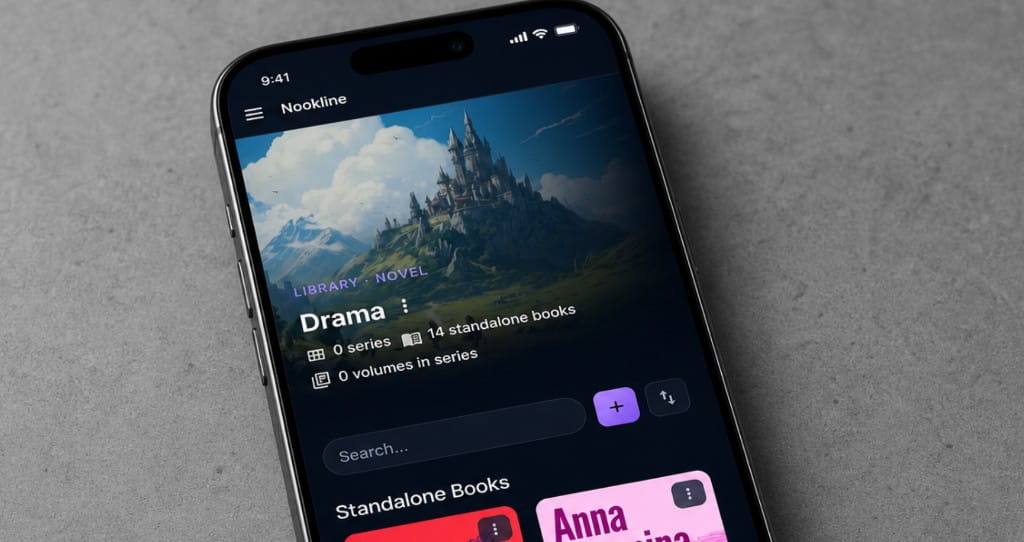 9:41
Nookline
LIBRARY · NOVEL
Drama
0 series 14 standalone books
0 volumes in series
Search...
Standalone Books
Anna